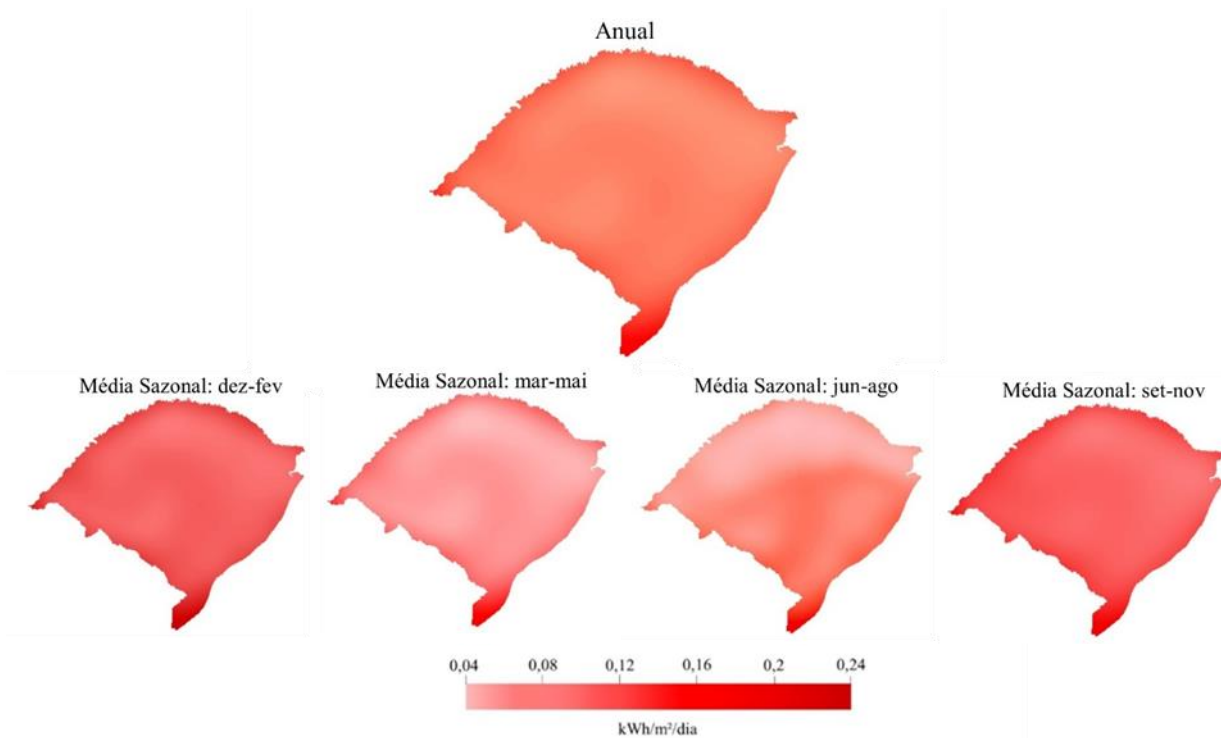 Anual
Média Sazonal: dez-fev
Média Sazonal: mar-mai
Média Sazonal: jun-ago
Média Sazonal: set-nov
0,04 0,08 0,12 0,16 0,2 0,24
kWh/m²/dia